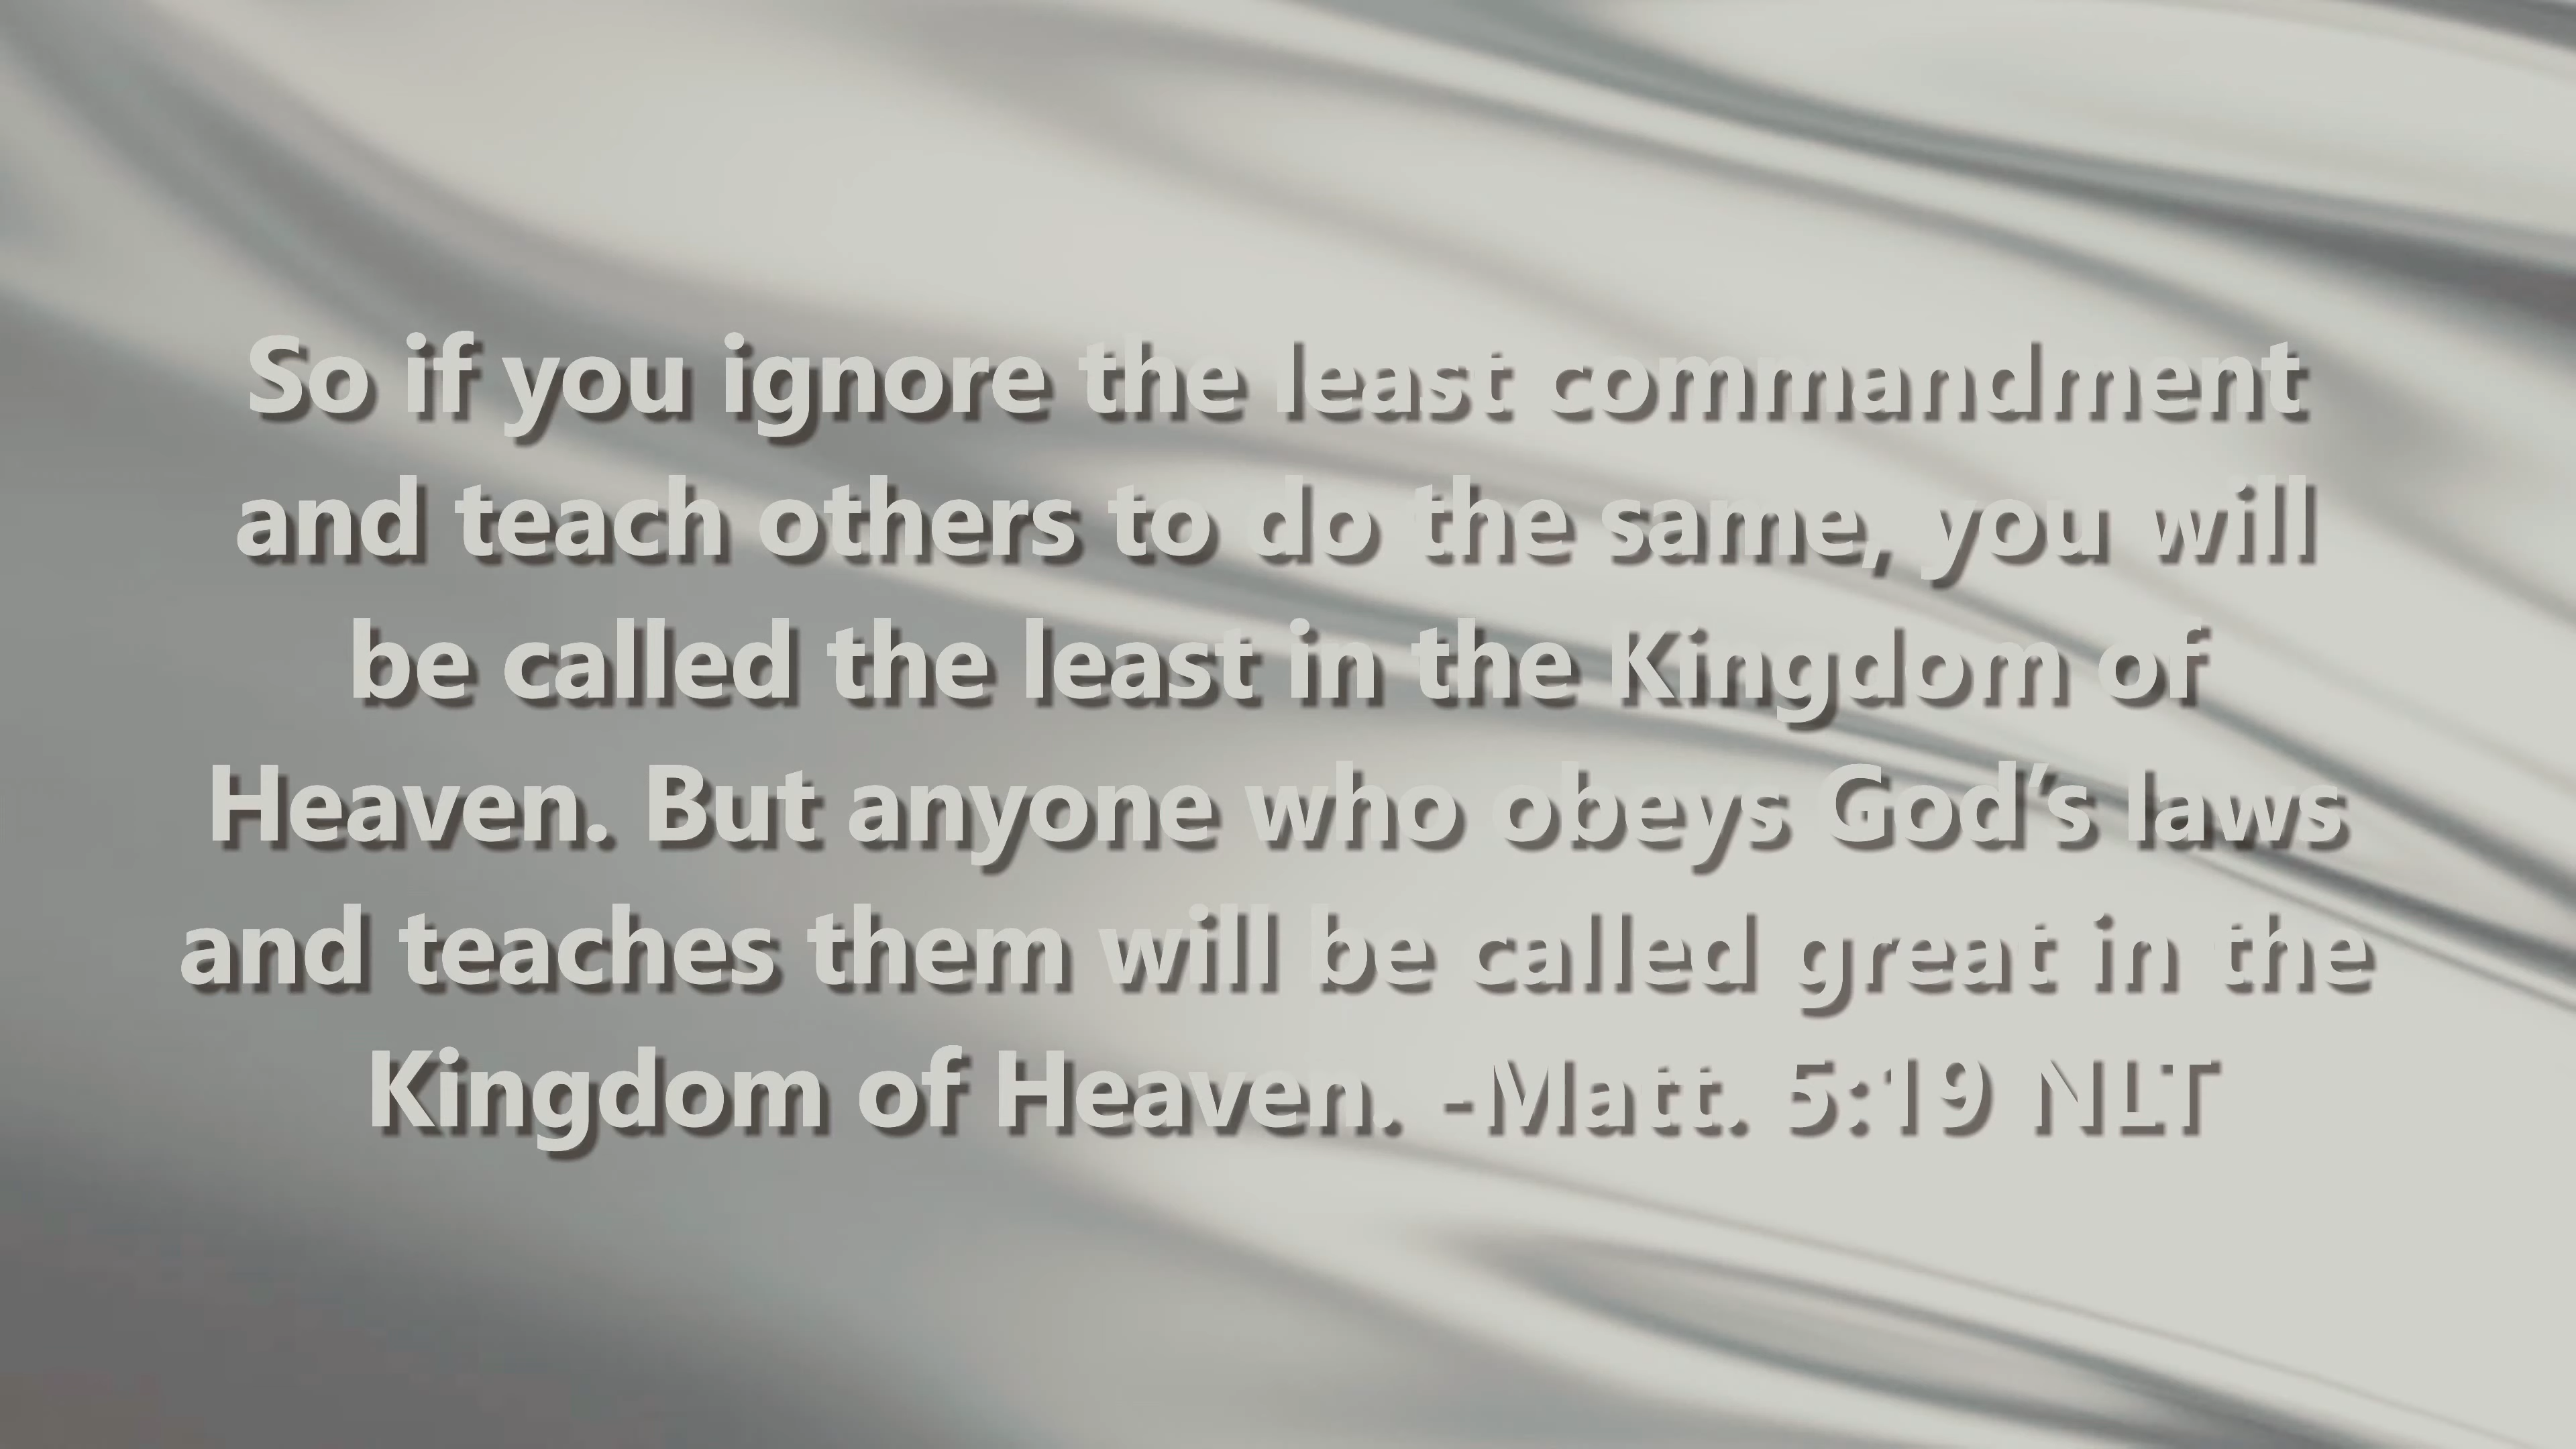 So if you ignore the least commandment
and teach others to do the same, you will
be called the least in the Kingdom of
Heaven. But anyone who obeys God’s laws
and teaches them will be called great in the
Kingdom of Heaven. -Matt. 5:19 NLT